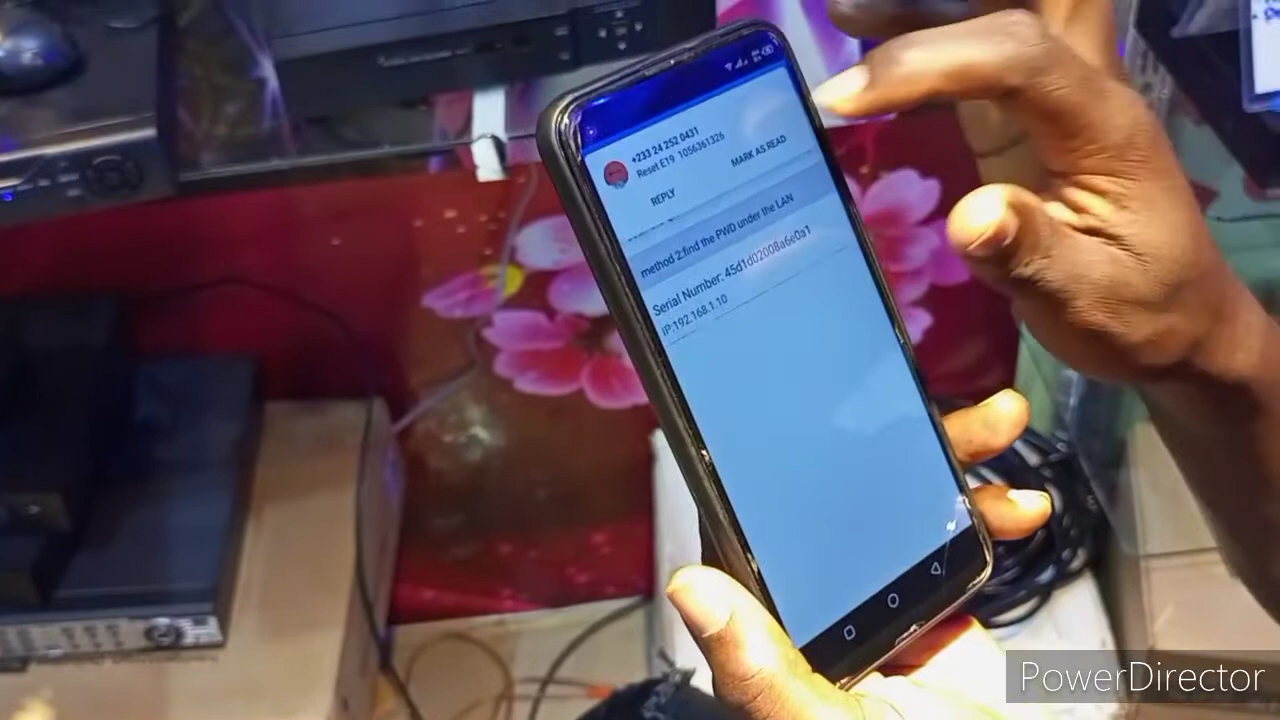 +233 24 252 0431
Reset E19 1056361326
REPLY
MARK AS READ
method 2:find the PWD under the LAN
Serial Number: 45d1d02008a6e0a1
IP:192.168.1.10
PowerDirector